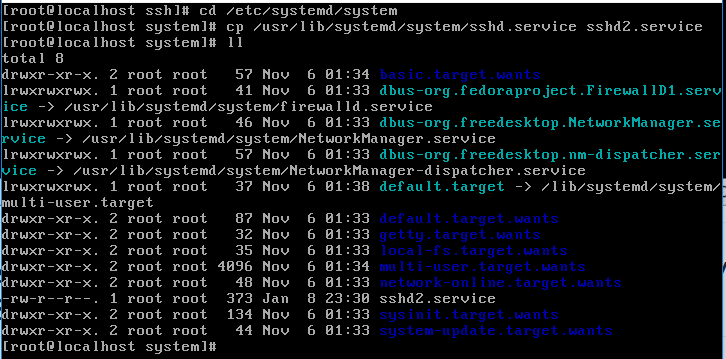 [root@localhost ssh]# cd /etc/systemd/system
[root@localhost system]# cp /usr/lib/systemd/system/sshd.service sshd2.service
[root@localhost system]# ll
total 8
drwxr-xr-x. 2 root root   57 Nov  6 01:34 basic.target.wants
lrwxrwxrwx. 1 root root   41 Nov  6 01:33 dbus-org.fedoraproject.FirewallD1.serv
ice -> /usr/lib/systemd/system/firewalld.service
lrwxrwxrwx. 1 root root   46 Nov  6 01:33 dbus-org.freedesktop.NetworkManager.se
rvice -> /usr/lib/systemd/system/NetworkManager.service
lrwxrwxrwx. 1 root root   57 Nov  6 01:33 dbus-org.freedesktop.nm-dispatcher.ser
vice -> /usr/lib/systemd/system/NetworkManager-dispatcher.service
lrwxrwxrwx. 1 root root   37 Nov  6 01:38 default.target -> /lib/systemd/system/
multi-user.target
drwxr-xr-x. 2 root root   87 Nov  6 01:33 default.target.wants
drwxr-xr-x. 2 root root   32 Nov  6 01:33 getty.target.wants
drwxr-xr-x. 2 root root   35 Nov  6 01:33 local-fs.target.wants
drwxr-xr-x. 2 root root 4096 Nov  6 01:34 multi-user.target.wants
drwxr-xr-x. 2 root root   48 Nov  6 01:33 network-online.target.wants
-rw-r--r--. 1 root root  373 Jan  8 23:30 sshd2.service
drwxr-xr-x. 2 root root  134 Nov  6 01:33 sysinit.target.wants
drwxr-xr-x. 2 root root   44 Nov  6 01:33 system-update.target.wants
[root@localhost system]#